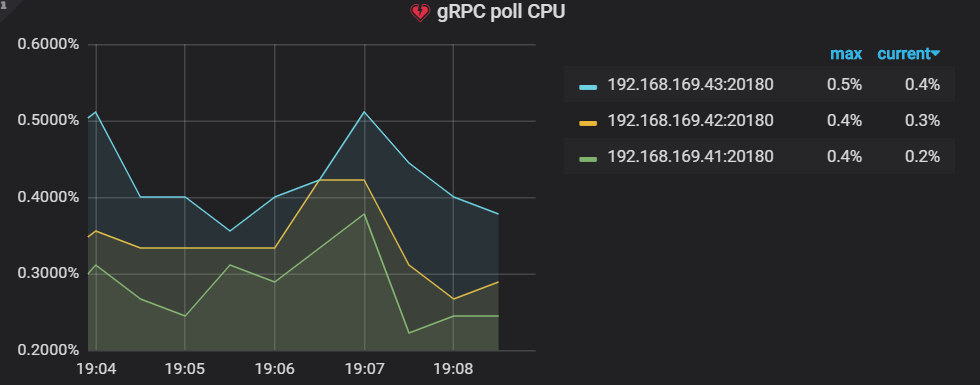 i
gRPC poll CPU
0.6000%
0.5000%
0.4000%
0.3000%
0.2000%
19:04 19:05 19:06 19:07 19:08
max current
192.168.169.43:20180 0.5% 0.4%
192.168.169.42:20180 0.4% 0.3%
192.168.169.41:20180 0.4% 0.2%